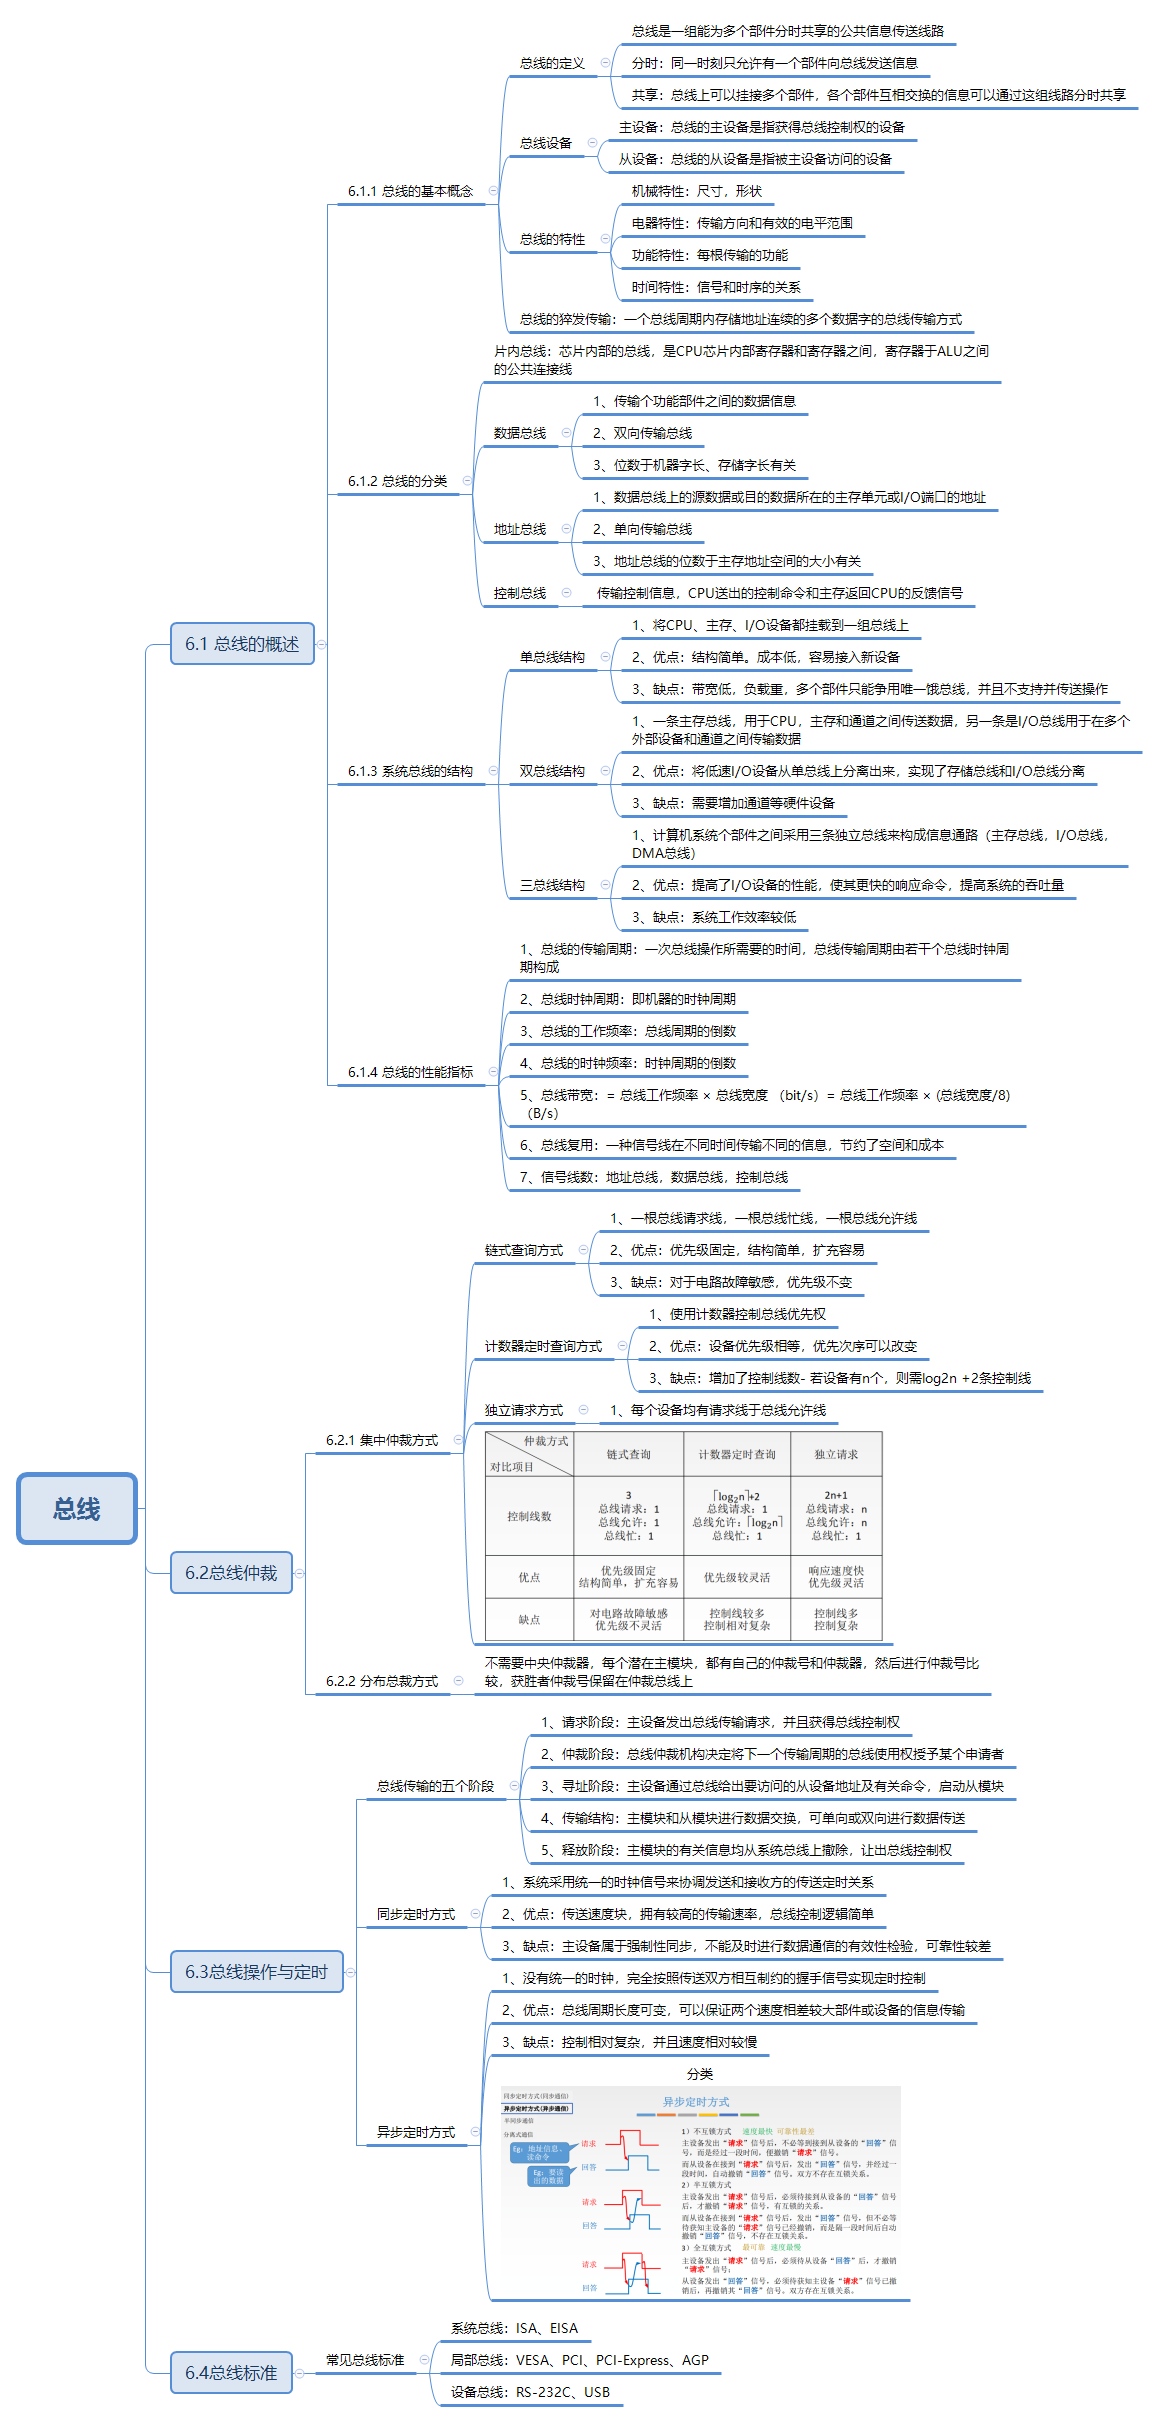 总线
6.1 总线的概述
6.1.1 总线的基本概念
总线的定义
总线是一组能为多个部件分时共享的公共信息传送线路
分时：同一时刻只允许有一个部件向总线发送信息
共享：总线上可以挂接多个部件，各个部件互相交换的信息可以通过这组线路分时共享
总线设备
主设备：总线的主设备是指获得总线控制权的设备
从设备：总线的从设备是指被主设备访问的设备
总线的特性
机械特性：尺寸，形状
电器特性：传输方向和有效的电平范围
功能特性：每根传输的功能
时间特性：信号和时序的关系
总线的猝发传输：一个总线周期内存储地址连续的多个数据字的总线传输方式
6.1.2 总线的分类
片内总线：芯片内部的总线，是CPU芯片内部寄存器和寄存器之间，寄存器于ALU之间
的公共连接线
数据总线
1、传输个功能部件之间的数据信息
2、双向传输总线
3、位数于机器字长、存储字长有关
地址总线
1、数据总线上的源数据或目的数据所在的主存单元或I/O端口的地址
2、单向传输总线
3、地址总线的位数于主存地址空间的大小有关
控制总线
传输控制信息，CPU送出的控制命令和主存返回CPU的反馈信号
6.1.3 系统总线的结构
单总线结构
1、将CPU、主存、I/O设备都挂载到一组总线上
2、优点：结构简单。成本低，容易接入新设备
3、缺点：带宽低，负载重，多个部件只能争用唯一饿总线，并且不支持并传送操作
双总线结构
1、一条主存总线，用于CPU，主存和通道之间传送数据，另一条是I/O总线用于在多个
外部设备和通道之间传输数据
2、优点：将低速I/O设备从单总线上分离出来，实现了存储总线和I/O总线分离
3、缺点：需要增加通道等硬件设备
三总线结构
1、计算机系统个部件之间采用三条独立总线来构成信息通路（主存总线，I/O总线，
DMA总线）
2、优点：提高了I/O设备的性能，使其更快的响应命令，提高系统的吞吐量
3、缺点：系统工作效率较低
6.1.4 总线的性能指标
1、总线的传输周期：一次总线操作所需要的时间，总线传输周期由若干个总线时钟周
期构成
2、总线时钟周期：即机器的时钟周期
3、总线的工作频率：总线周期的倒数
4、总线的时钟频率：时钟周期的倒数
5、总线带宽：= 总线工作频率 × 总线宽度 （bit/s）= 总线工作频率 × (总线宽度/8)
（B/s）
6、总线复用：一种信号线在不同时间传输不同的信息，节约了空间和成本
7、信号线数：地址总线，数据总线，控制总线
6.2总线仲裁
6.2.1 集中仲裁方式
链式查询方式
1、一根总线请求线，一根总线忙线，一根总线允许线
2、优点：优先级固定，结构简单，扩充容易
3、缺点：对于电路故障敏感，优先级不变
计数器定时查询方式
1、使用计数器控制总线优先权
2、优点：设备优先级相等，优先次序可以改变
3、缺点：增加了控制线数- 若设备有n个，则需log2n +2条控制线
独立请求方式
1、每个设备均有请求线于总线允许线
仲裁方式
对比项目
链式查询
计数器定时查询
独立请求
控制线数
3
总线请求：1
总线允许：1
总线忙：1
⌈log₂n⌉+2
总线请求：1
总线允许：⌈log₂n⌉
总线忙：1
2n+1
总线请求：n
总线允许：n
总线忙：1
优点
优先级固定
结构简单，扩充容易
优先级较灵活
响应速度快
优先级灵活
缺点
对电路故障敏感
优先级不灵活
控制线较多
控制相对复杂
控制线多
控制复杂
6.2.2 分布总裁方式
不需要中央仲裁器，每个潜在主模块，都有自己的仲裁号和仲裁器，然后进行仲裁号比
较，获胜者仲裁号保留在仲裁总线上
6.3总线操作与定时
总线传输的五个阶段
1、请求阶段：主设备发出总线传输请求，并且获得总线控制权
2、仲裁阶段：总线仲裁机构决定将下一个传输周期的总线使用权授予某个申请者
3、寻址阶段：主设备通过总线给出要访问的从设备地址及有关命令，启动从模块
4、传输结构：主模块和从模块进行数据交换，可单向或双向进行数据传送
5、释放阶段：主模块的有关信息均从系统总线上撤除，让出总线控制权
同步定时方式
1、系统采用统一的时钟信号来协调发送和接收方的传送定时关系
2、优点：传送速度块，拥有较高的传输速率，总线控制逻辑简单
3、缺点：主设备属于强制性同步，不能及时进行数据通信的有效性检验，可靠性较差
异步定时方式
1、没有统一的时钟，完全按照传送双方相互制约的握手信号实现定时控制
2、优点：总线周期长度可变，可以保证两个速度相差较大部件或设备的信息传输
3、缺点：控制相对复杂，并且速度相对较慢
分类
同步定时方式(同步通信)
异步定时方式(异步通信)
半同步通信
分离式通信
异步定时方式
Eg：地址信息、
读命令
Eg：要读
出的数据
请求
回答
请求
回答
请求
回答
1）不互锁方式 速度最快 可靠性最差
主设备发出“请求”信号后，不必等到接到从设备的“回答”信
号，而是经过一段时间，便撤销“请求”信号。
而从设备在接到“请求”信号后，发出“回答”信号，并经过一
段时间，自动撤销“回答”信号。双方不存在互锁关系。
2）半互锁方式
主设备发出“请求”信号后，必须待接到从设备的“回答”信号
后，才撤销“请求”信号，有互锁的关系。
而从设备在接到“请求”信号后，发出“回答”信号，但不必等
待获知主设备的“请求”信号已经撤销，而是隔一段时间后自动
撤销“回答”信号，不存在互锁关系。
3）全互锁方式 最可靠 速度最慢
主设备发出“请求”信号后，必须待从设备“回答”后，才撤销
“请求”信号；
从设备发出“回答”信号，必须待获知主设备“请求”信号已撤
销后，再撤销其“回答”信号。双方存在互锁关系。
6.4总线标准
常见总线标准
系统总线：ISA、EISA
局部总线：VESA、PCI、PCI-Express、AGP
设备总线：RS-232C、USB